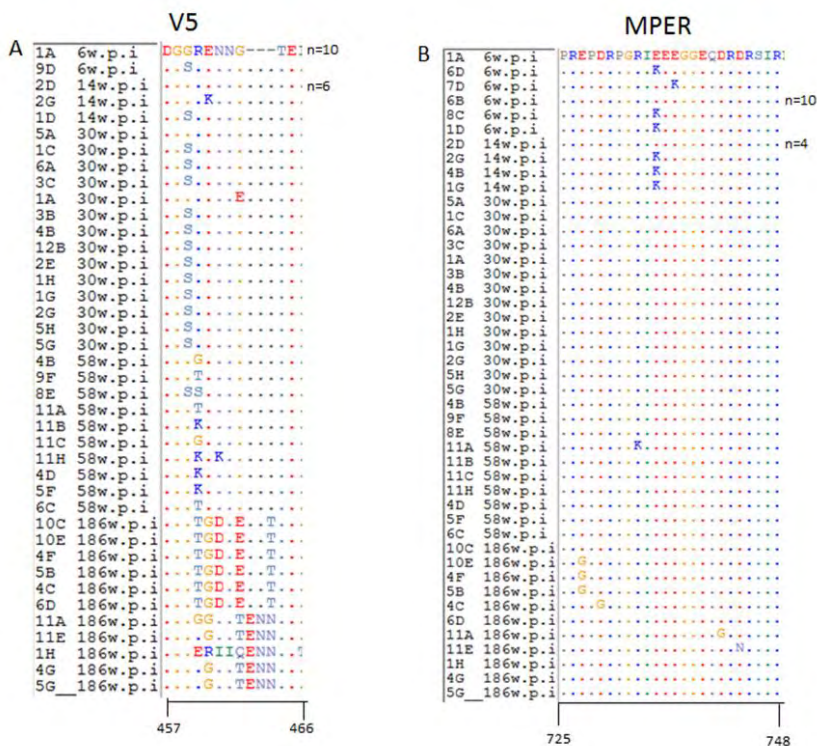 V5
A
1A 6w.p.i DGGRENNG---TEI n=10
9D 6w.p.i ..S...........
2D 14w.p.i .............. n=6
2G 14w.p.i ....K.........
1D 14w.p.i ..S...........
5A 30w.p.i ..............
1C 30w.p.i ..S...........
6A 30w.p.i ..S...........
3C 30w.p.i ..S...........
1A 30w.p.i .......E......
3B 30w.p.i ..S...........
4B 30w.p.i ..S...........
12B 30w.p.i ..S...........
2E 30w.p.i ..S...........
1H 30w.p.i ..S...........
1G 30w.p.i ..S...........
2G 30w.p.i ..S...........
5H 30w.p.i ..S...........
5G 30w.p.i ..S...........
4B 58w.p.i ...G..........
9F 58w.p.i ...T..........
8E 58w.p.i ..SS..........
11A 58w.p.i ...T..........
11B 58w.p.i ...K..........
11C 58w.p.i ...G..........
11H 58w.p.i ...K.K........
4D 58w.p.i ...K..........
5F 58w.p.i ...K..........
6C 58w.p.i ...T..........
10C 186w.p.i ...TGD.E..T...
10E 186w.p.i ...TGD.E..T...
4F 186w.p.i ...TGD.E..T...
5B 186w.p.i ...TGD.E..T...
4C 186w.p.i ...TGD.E..T...
6D 186w.p.i ...TGD.E..T...
11A 186w.p.i ...GG..TENN...
11E 186w.p.i ....G..TENN...
1H 186w.p.i ...ERIIQENN..T
4G 186w.p.i ....G..TENN...
5G__186w.p.i ....G..TENN...
457 466
MPER
B
1A 6w.p.i PREPDRPGRIEEEGGEQDRDRSIRI
6D 6w.p.i ..........K.............
7D 6w.p.i ............K...........
6B 6w.p.i ........................ n=10
8C 6w.p.i ..........K.............
1D 6w.p.i ..........K.............
2D 14w.p.i ........................ n=4
2G 14w.p.i ..........K.............
4B 14w.p.i ..........K.............
1G 14w.p.i ..........K.............
5A 30w.p.i ........................
1C 30w.p.i ........................
6A 30w.p.i ........................
3C 30w.p.i ........................
1A 30w.p.i ........................
3B 30w.p.i ........................
4B 30w.p.i ........................
12B 30w.p.i ........................
2E 30w.p.i ........................
1H 30w.p.i ........................
1G 30w.p.i ........................
2G 30w.p.i ........................
5H 30w.p.i ........................
5G 30w.p.i ........................
4B 58w.p.i ........................
9F 58w.p.i ........................
8E 58w.p.i ........................
11A 58w.p.i ........K...............
11B 58w.p.i ........................
11C 58w.p.i ........................
11H 58w.p.i ........................
4D 58w.p.i ........................
5F 58w.p.i ........................
6C 58w.p.i ........................
10C 186w.p.i ........................
10E 186w.p.i ..G.....................
4F 186w.p.i ..G.....................
5B 186w.p.i ..G.....................
4C 186w.p.i ....G...................
6D 186w.p.i ........................
11A 186w.p.i .................G......
11E 186w.p.i ...................N....
1H 186w.p.i ........................
4G 186w.p.i ........................
5G__186w.p.i ........................
725 748